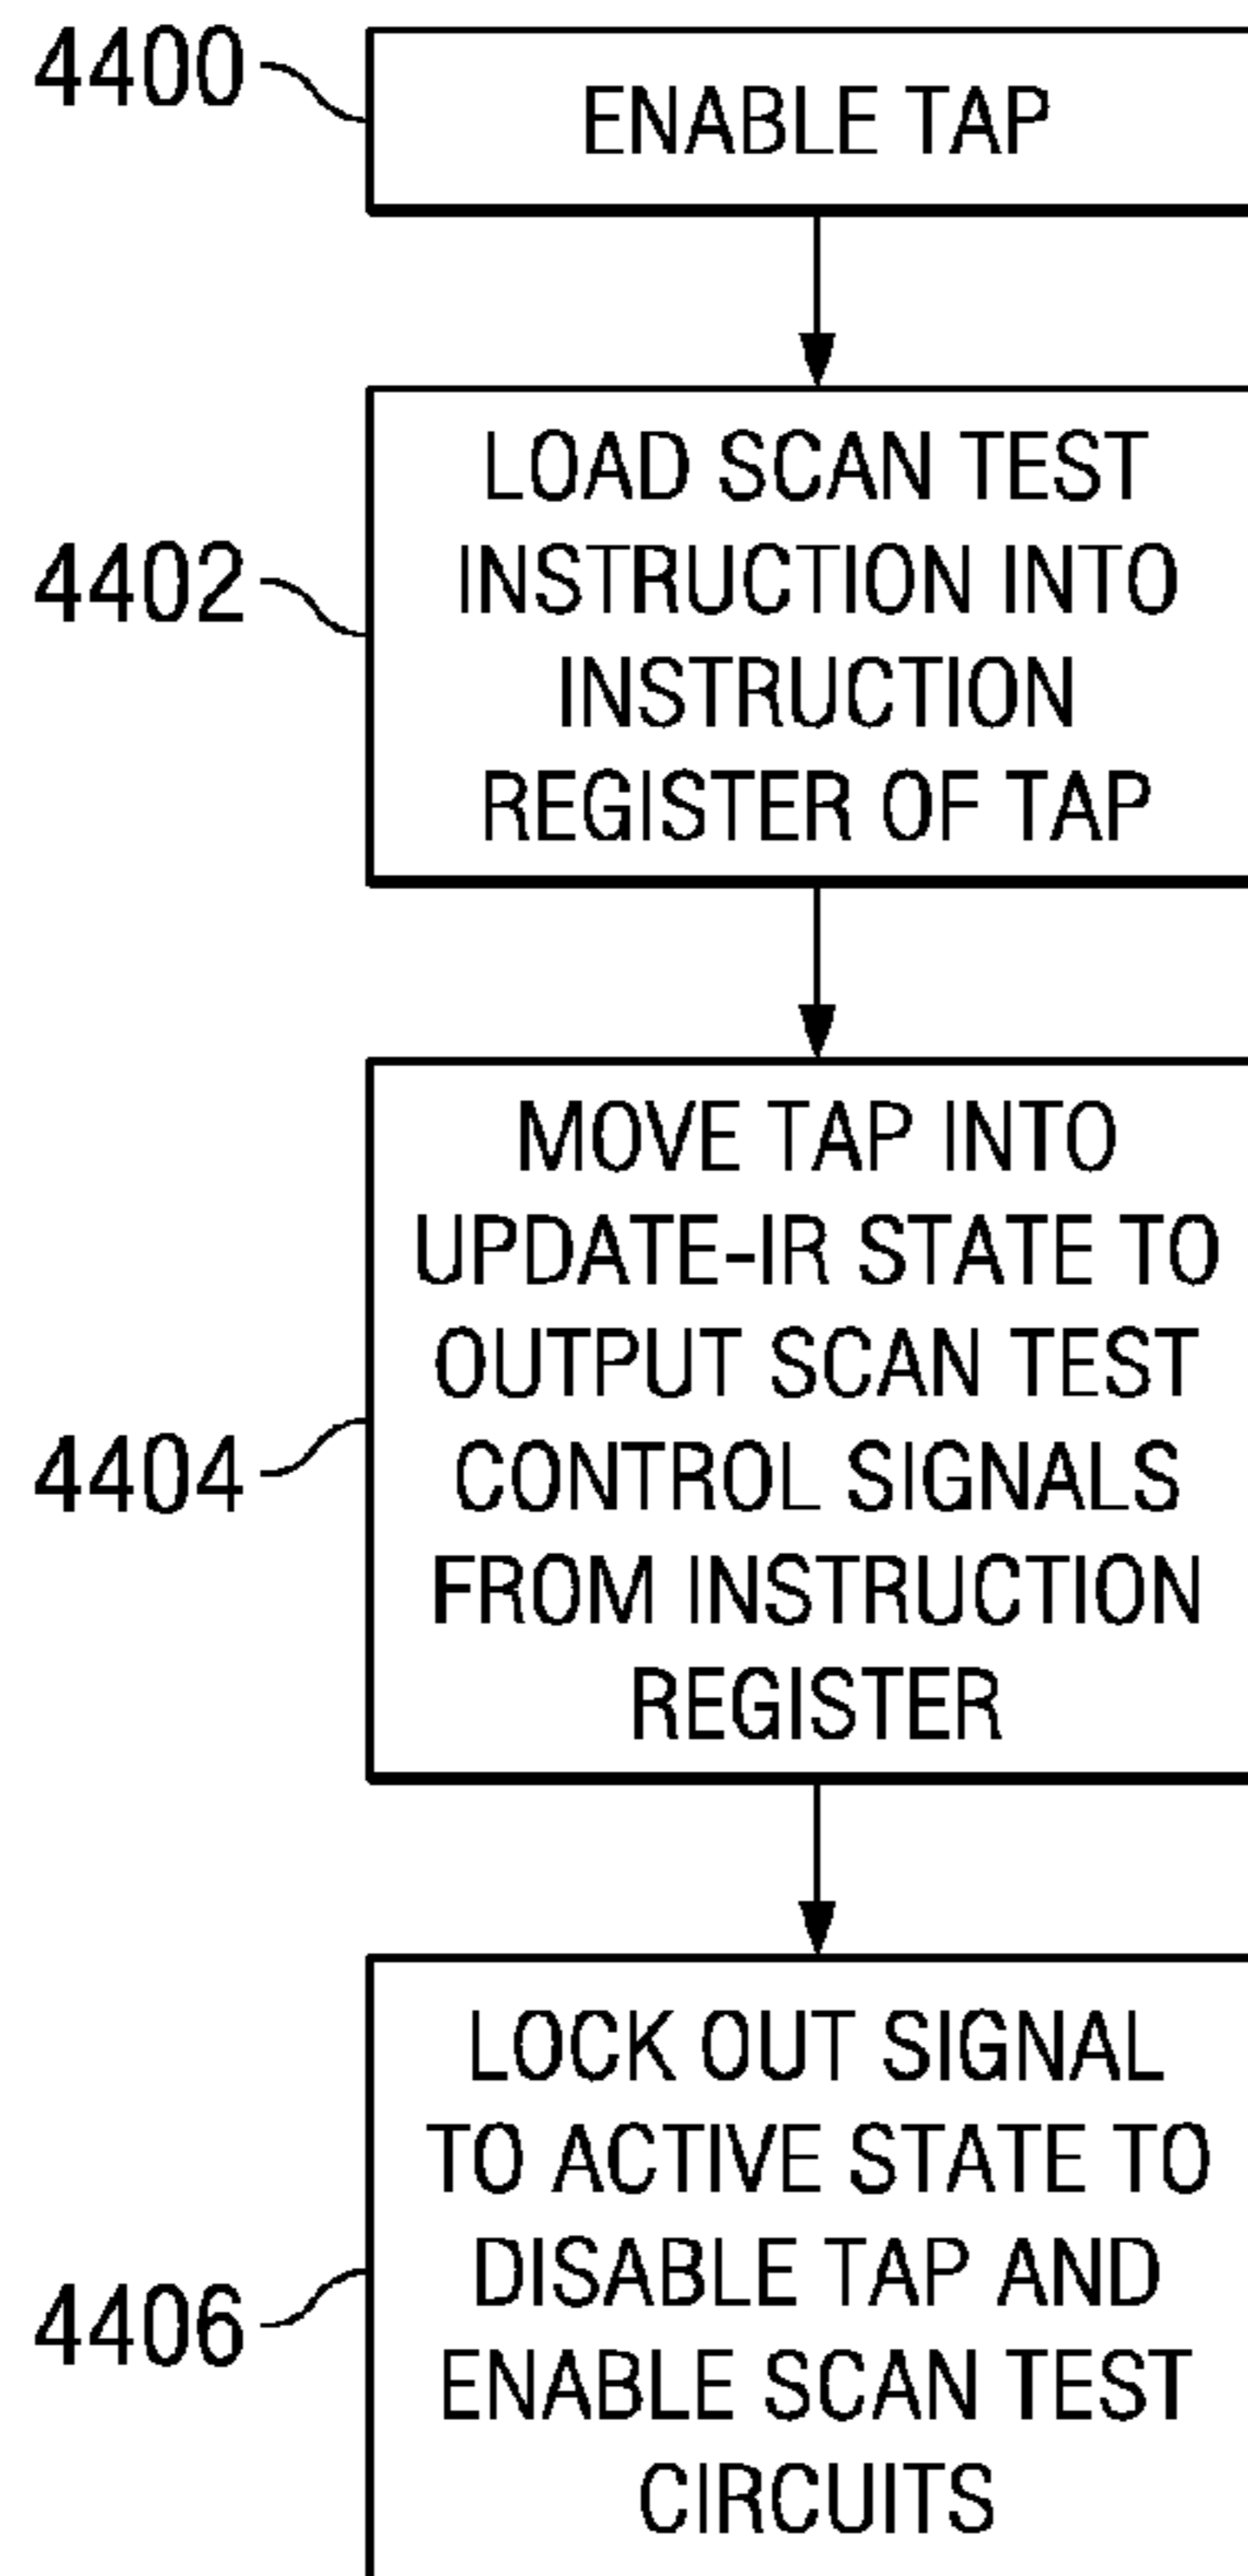 4400
ENABLE TAP
4402
LOAD SCAN TEST
INSTRUCTION INTO
INSTRUCTION
REGISTER OF TAP
4404
MOVE TAP INTO
UPDATE-IR STATE TO
OUTPUT SCAN TEST
CONTROL SIGNALS
FROM INSTRUCTION
REGISTER
4406
LOCK OUT SIGNAL
TO ACTIVE STATE TO
DISABLE TAP AND
ENABLE SCAN TEST
CIRCUITS